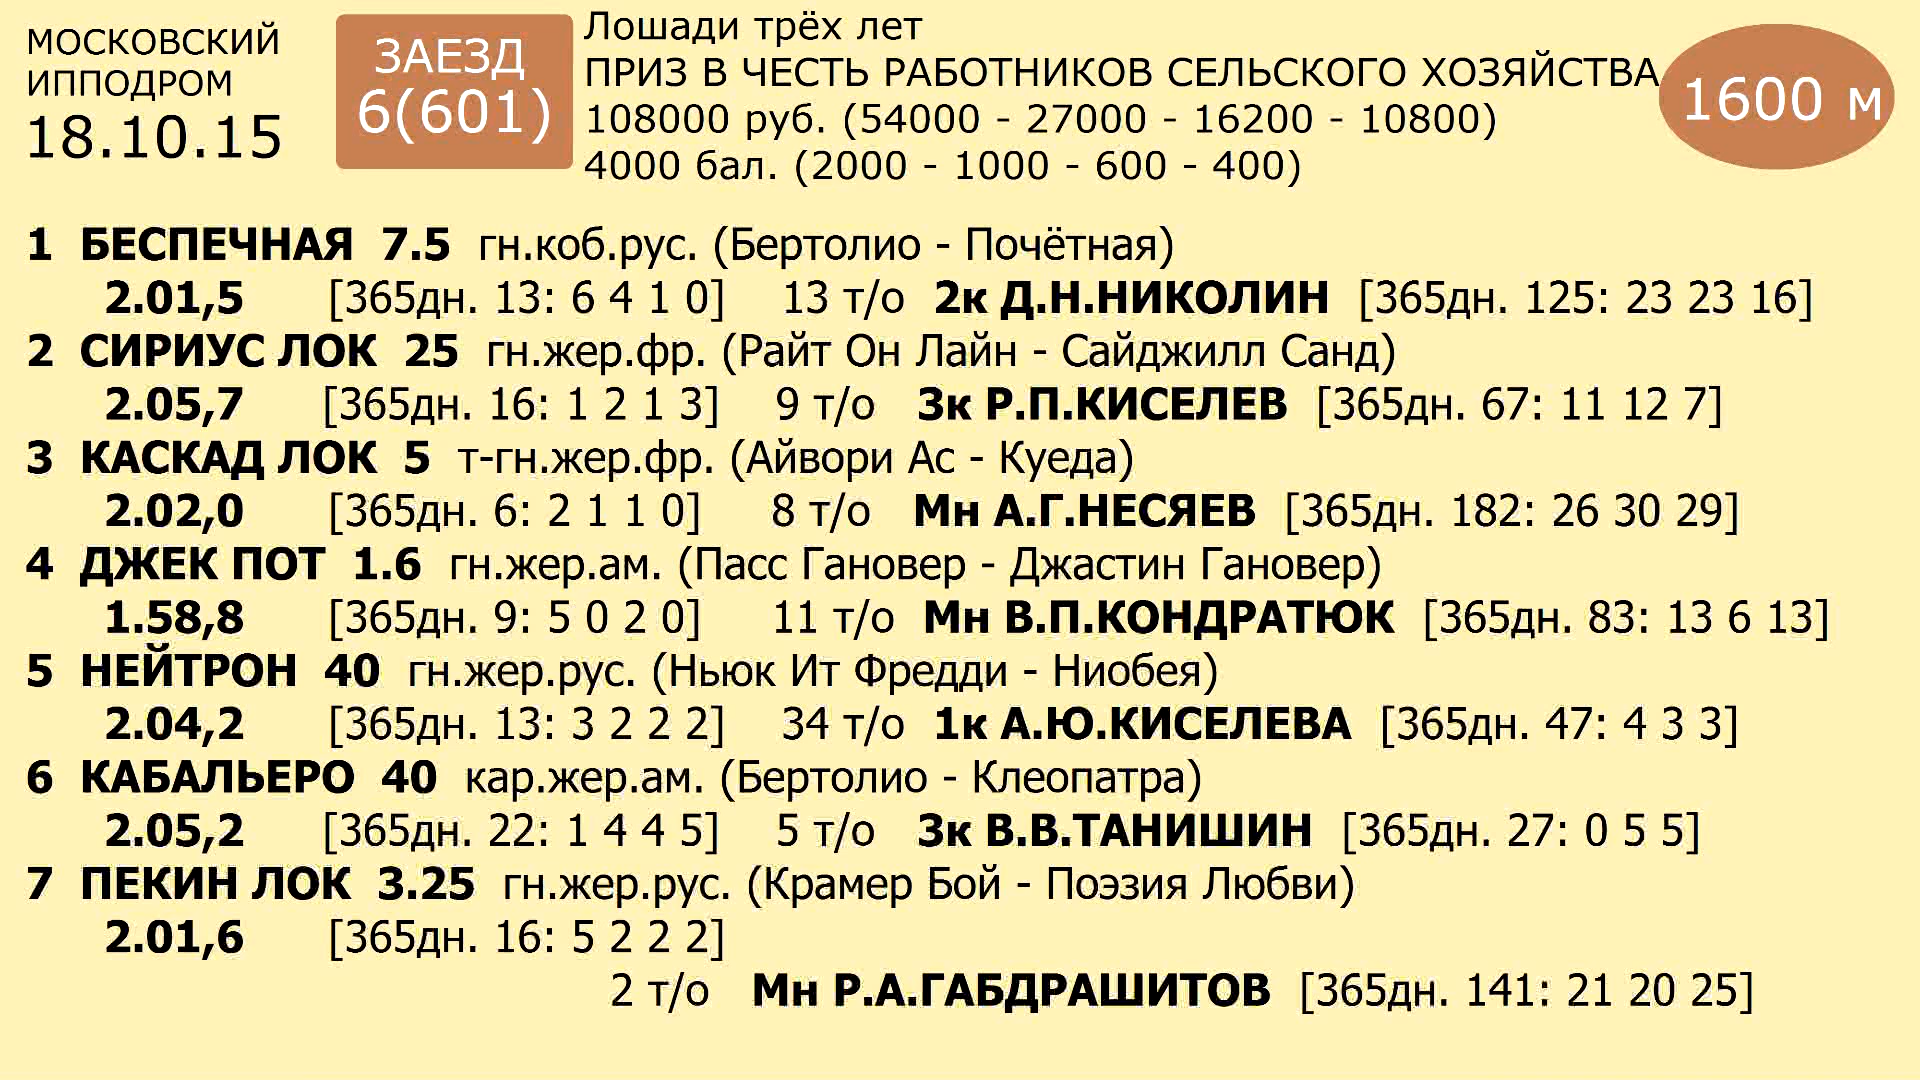 МОСКОВСКИЙ
ИППОДРОМ
18.10.15
ЗАЕЗД
6(601)
Лошади трёх лет
ПРИЗ В ЧЕСТЬ РАБОТНИКОВ СЕЛЬСКОГО ХОЗЯЙСТВА
108000 руб. (54000 - 27000 - 16200 - 10800)
4000 бал. (2000 - 1000 - 600 - 400)
1600 м
1 БЕСПЕЧНАЯ 7.5 гн.коб.рус. (Бертолио - Почётная)
2.01,5 [365дн. 13: 6 4 1 0] 13 т/о 2к Д.Н.НИКОЛИН [365дн. 125: 23 23 16]
2 СИРИУС ЛОК 25 гн.жер.фр. (Райт Он Лайн - Сайджилл Санд)
2.05,7 [365дн. 16: 1 2 1 3] 9 т/о 3к Р.П.КИСЕЛЕВ [365дн. 67: 11 12 7]
3 КАСКАД ЛОК 5 т-гн.жер.фр. (Айвори Ас - Куеда)
2.02,0 [365дн. 6: 2 1 1 0] 8 т/о Мн А.Г.НЕСЯЕВ [365дн. 182: 26 30 29]
4 ДЖЕК ПОТ 1.6 гн.жер.ам. (Пасс Гановер - Джастин Гановер)
1.58,8 [365дн. 9: 5 0 2 0] 11 т/о Мн В.П.КОНДРАТЮК [365дн. 83: 13 6 13]
5 НЕЙТРОН 40 гн.жер.рус. (Ньюк Ит Фредди - Ниобея)
2.04,2 [365дн. 13: 3 2 2 2] 34 т/о 1к А.Ю.КИСЕЛЕВА [365дн. 47: 4 3 3]
6 КАБАЛЬЕРО 40 кар.жер.ам. (Бертолио - Клеопатра)
2.05,2 [365дн. 22: 1 4 4 5] 5 т/о 3к В.В.ТАНИШИН [365дн. 27: 0 5 5]
7 ПЕКИН ЛОК 3.25 гн.жер.рус. (Крамер Бой - Поэзия Любви)
2.01,6 [365дн. 16: 5 2 2 2]
2 т/о Мн Р.А.ГАБДРАШИТОВ [365дн. 141: 21 20 25]